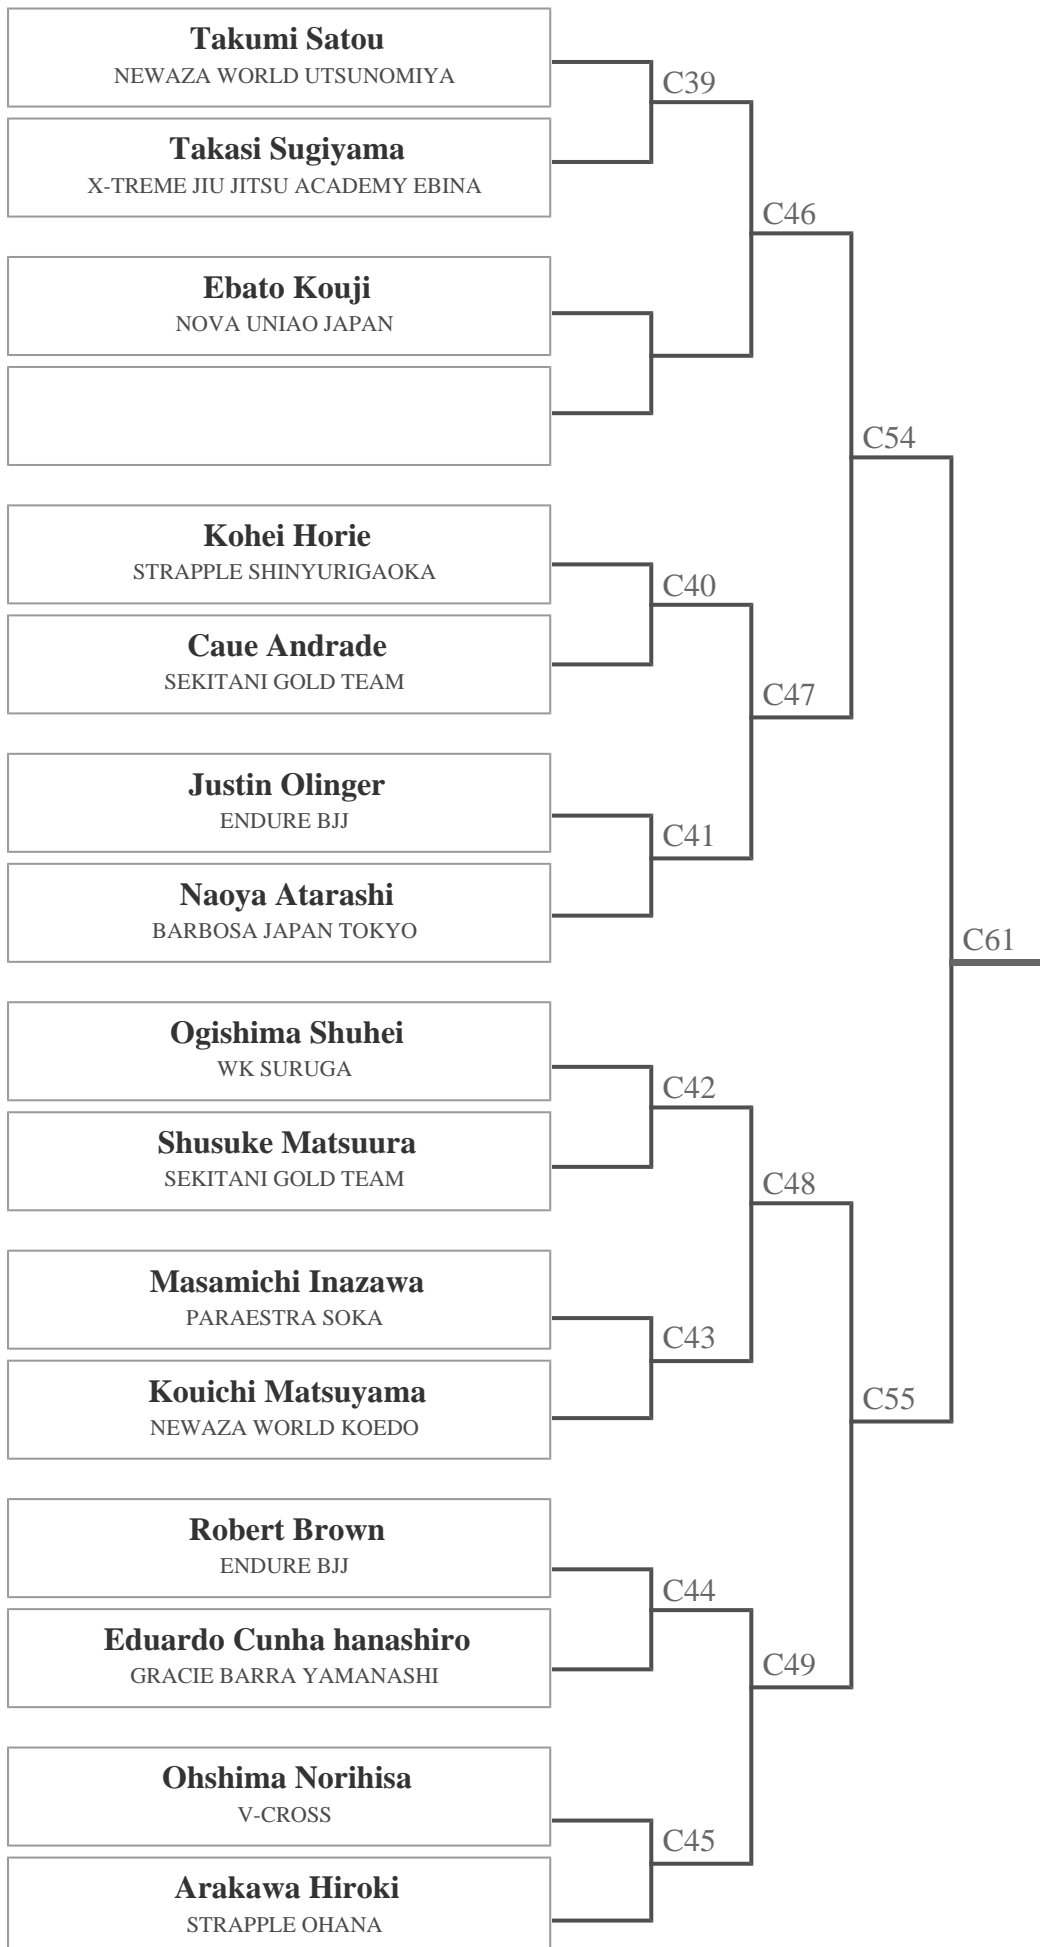 Takumi Satou
NEWAZA WORLD UTSUNOMIYA
C39
Takasi Sugiyama
X-TREME JIU JITSU ACADEMY EBINA
C46
Ebato Kouji
NOVA UNIAO JAPAN
C54
Kohei Horie
STRAPPLE SHINYURIGAOKA
C40
Caue Andrade
SEKITANI GOLD TEAM
C47
Justin Olinger
ENDURE BJJ
C41
Naoya Atarashi
BARBOSA JAPAN TOKYO
C61
Ogishima Shuhei
WK SURUGA
C42
Shusuke Matsuura
SEKITANI GOLD TEAM
C48
Masamichi Inazawa
PARAESTRA SOKA
C43
Kouichi Matsuyama
NEWAZA WORLD KOEDO
C55
Robert Brown
ENDURE BJJ
C44
Eduardo Cunha hanashiro
GRACIE BARRA YAMANASHI
C49
Ohshima Norihisa
V-CROSS
C45
Arakawa Hiroki
STRAPPLE OHANA